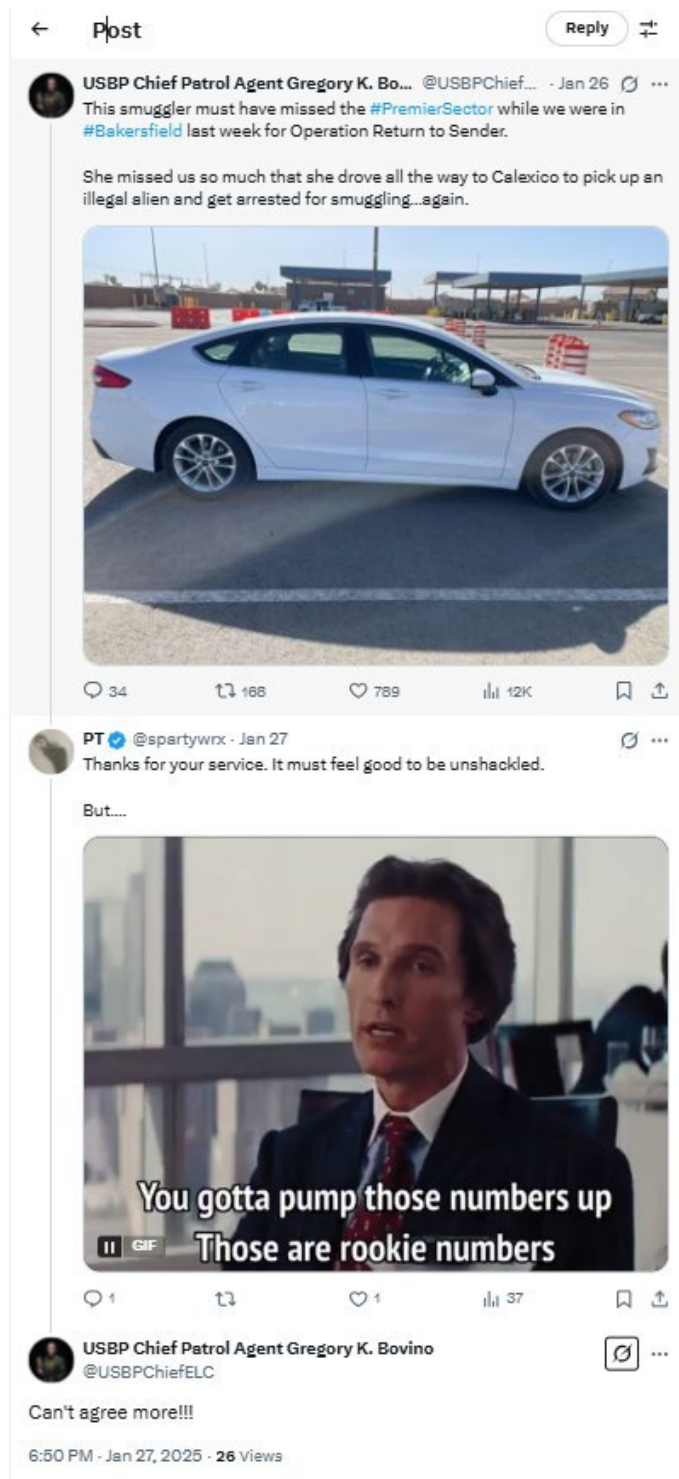 Post
Reply
USBP Chief Patrol Agent Gregory K. Bo... @USBPChief... · Jan 26
This smuggler must have missed the #PremierSector while we were in
#Bakersfield last week for Operation Return to Sender.
She missed us so much that she drove all the way to Calexico to pick up an
illegal alien and get arrested for smuggling...again.
34 168 789 12K
PT @spartywrx · Jan 27
Thanks for your service. It must feel good to be unshackled.
But....
You gotta pump those numbers up
GIF Those are rookie numbers
1 1 37
USBP Chief Patrol Agent Gregory K. Bovino
@USBPChiefELC
Can't agree more!!!
6:50 PM · Jan 27, 2025 · 26 Views